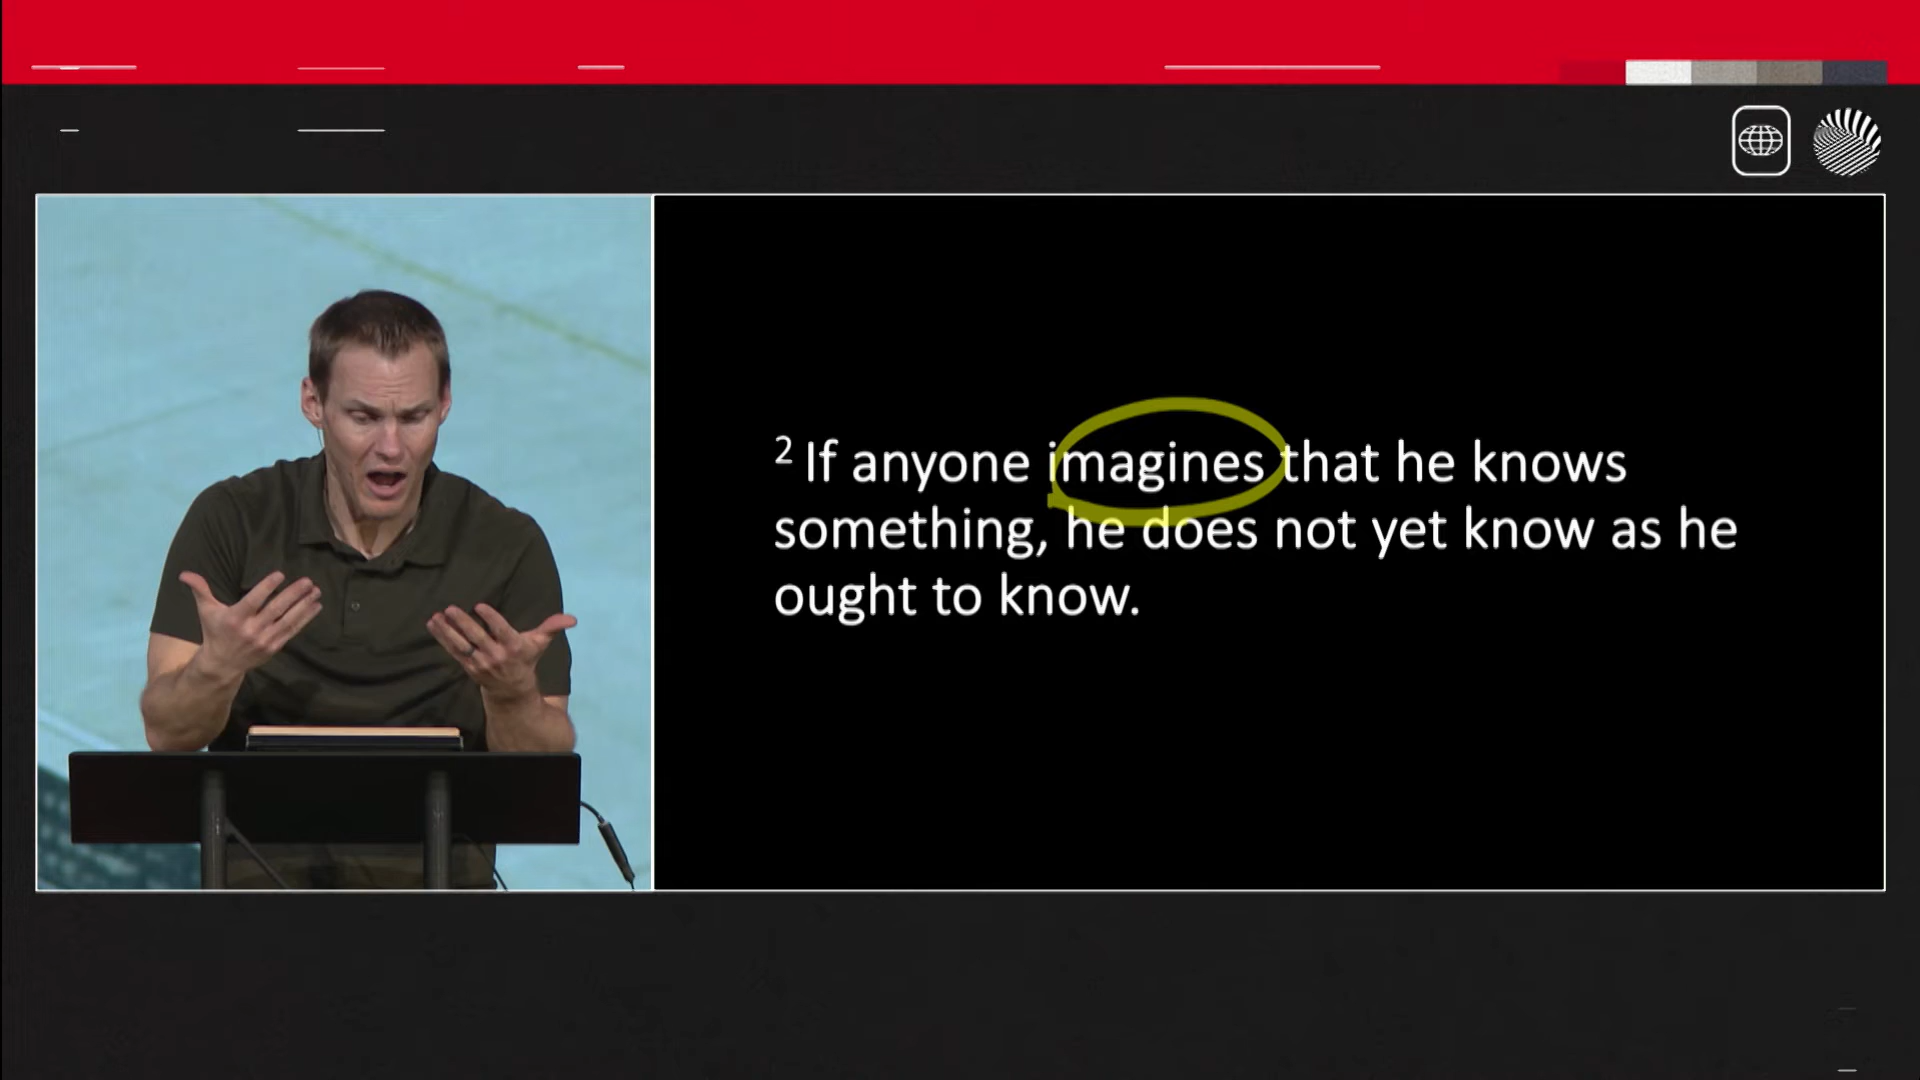 2 If anyone imagines that he knows
something, he does not yet know as he
ought to know.